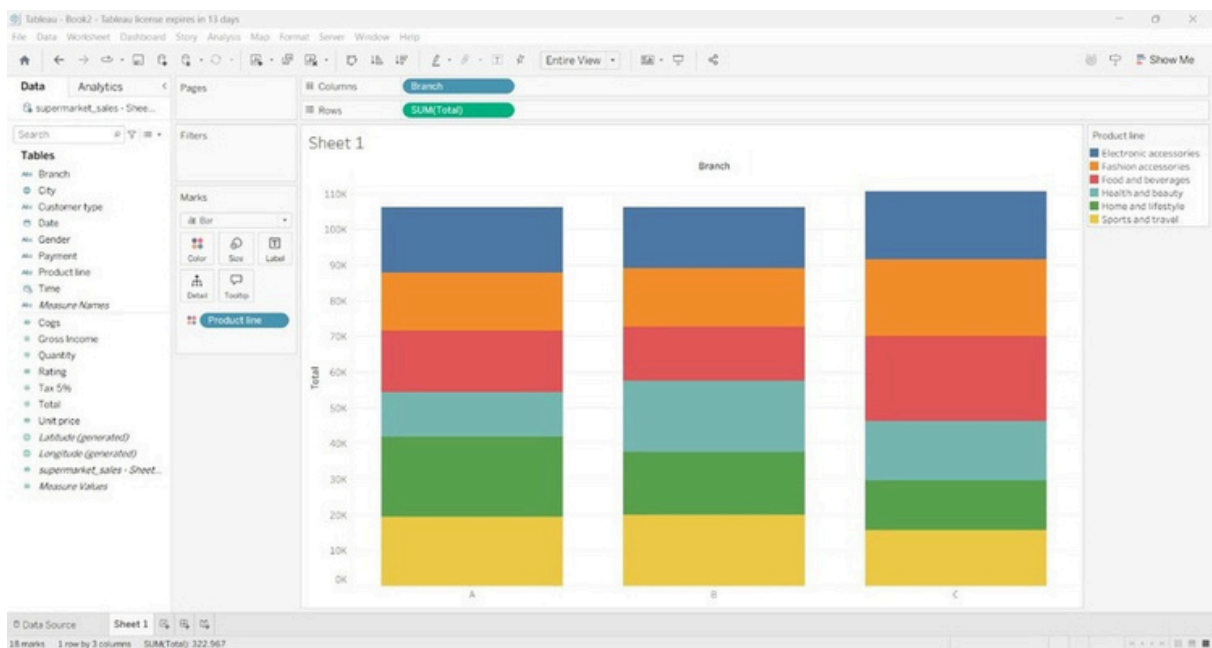 Tableau - Book2 - Tableau license expires in 13 days
File Data Worksheet Dashboard Story Analysis Map Format Server Window Help
Entire View
Show Me
Data Analytics
supermarket_sales - Shee...
Search
Tables
Abc Branch
City
Abc Customer type
Date
Abc Gender
Abc Payment
Abc Product line
Time
Abc Measure Names
Cogs
Gross Income
Quantity
Rating
Tax 5%
Total
Unit price
Latitude (generated)
Longitude (generated)
supermarket_sales - Sheet...
Measure Values
Pages
Filters
Marks
Bar
Color Size Label
Detail Tooltip
Product line
Columns Branch
Rows SUM(Total)
Sheet 1
Branch
Total
110K
100K
90K
80K
70K
60K
50K
40K
30K
20K
10K
0K
A B C
Product line
Electronic accessories
Fashion accessories
Food and beverages
Health and beauty
Home and lifestyle
Sports and travel
Data Source Sheet 1
18 marks 1 row by 3 columns SUM(Total): 322,967